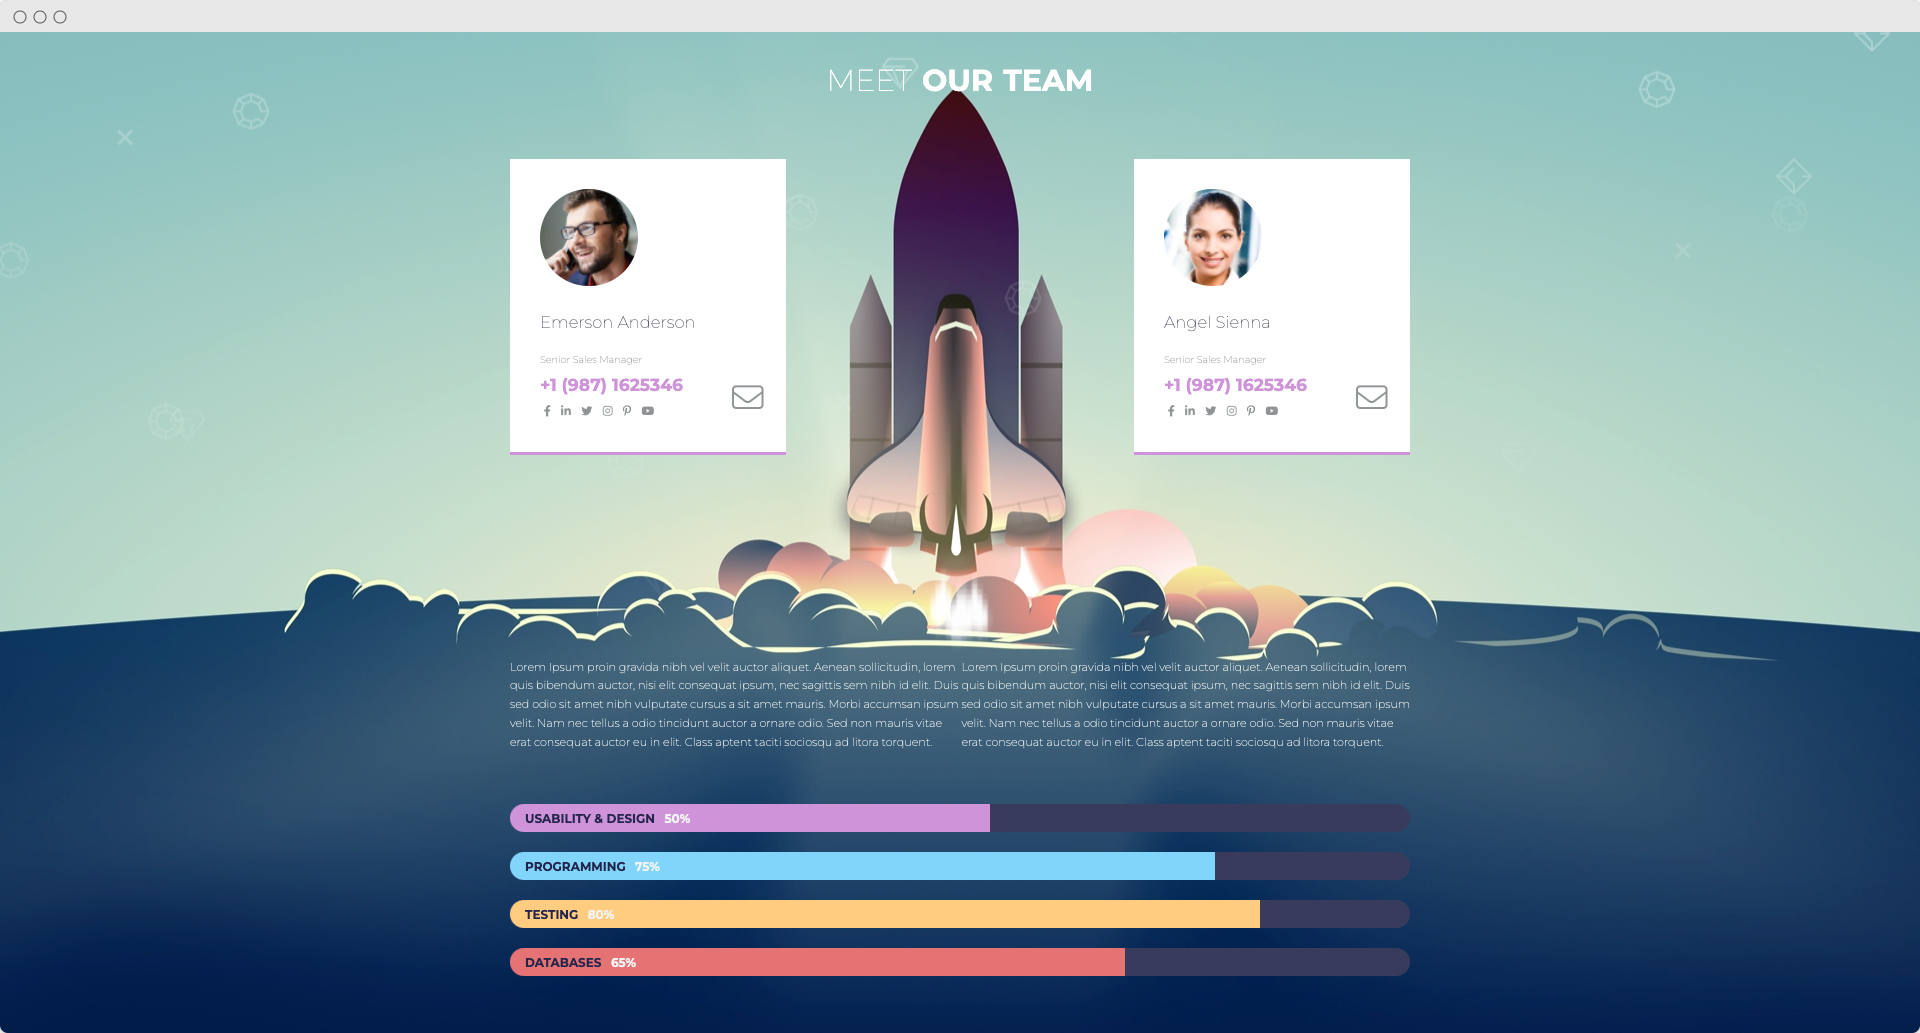 MEET OUR TEAM
Emerson Anderson
Senior Sales Manager
+1 (987) 1625346
Angel Sienna
Senior Sales Manager
+1 (987) 1625346
Lorem Ipsum proin gravida nibh vel velit auctor aliquet. Aenean sollicitudin, lorem
quis bibendum auctor, nisi elit consequat ipsum, nec sagittis sem nibh id elit. Duis
sed odio sit amet nibh vulputate cursus a sit amet mauris. Morbi accumsan ipsum
velit. Nam nec tellus a odio tincidunt auctor a ornare odio. Sed non mauris vitae
erat consequat auctor eu in elit. Class aptent taciti sociosqu ad litora torquent.
Lorem Ipsum proin gravida nibh vel velit auctor aliquet. Aenean sollicitudin, lorem
quis bibendum auctor, nisi elit consequat ipsum, nec sagittis sem nibh id elit. Duis
sed odio sit amet nibh vulputate cursus a sit amet mauris. Morbi accumsan ipsum
velit. Nam nec tellus a odio tincidunt auctor a ornare odio. Sed non mauris vitae
erat consequat auctor eu in elit. Class aptent taciti sociosqu ad litora torquent.
USABILITY & DESIGN 50%
PROGRAMMING 75%
TESTING 80%
DATABASES 65%